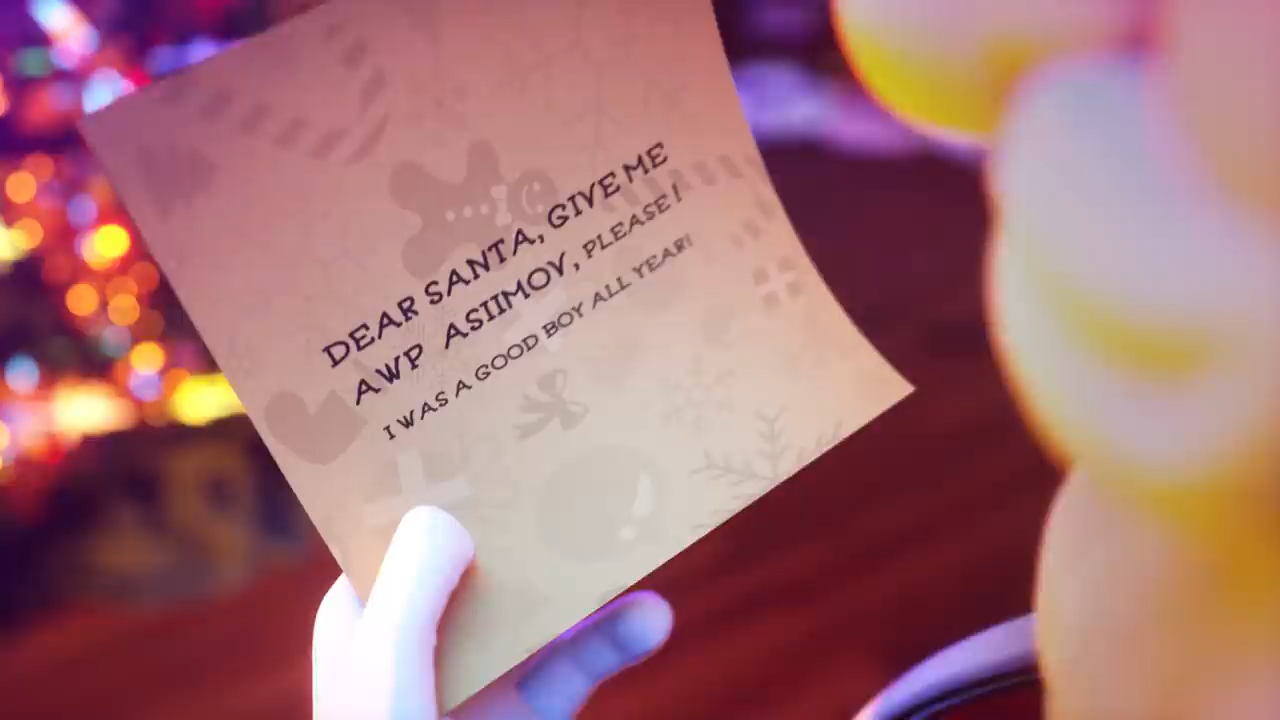 DEAR SANTA, GIVE ME
AWP ASIIMOV, PLEASE!
I WAS A GOOD BOY ALL YEAR!